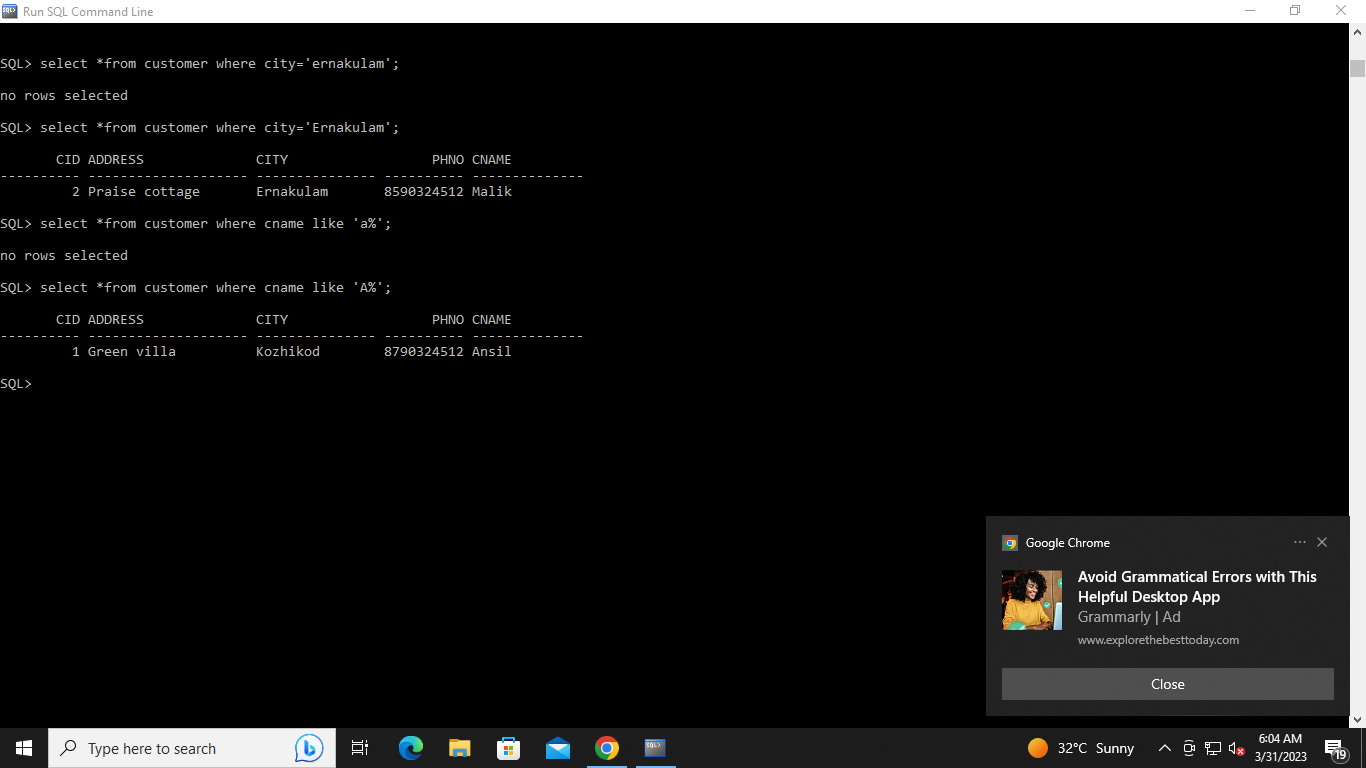 Run SQL Command Line
SQL> select *from customer where city='ernakulam';
no rows selected
SQL> select *from customer where city='Ernakulam';
CID ADDRESS CITY PHNO CNAME
---------- -------------------- --------------- ---------- --------------
2 Praise cottage Ernakulam 8590324512 Malik
SQL> select *from customer where cname like 'a%';
no rows selected
SQL> select *from customer where cname like 'A%';
CID ADDRESS CITY PHNO CNAME
---------- -------------------- --------------- ---------- --------------
1 Green villa Kozhikod 8790324512 Ansil
SQL>
Google Chrome
Avoid Grammatical Errors with This
Helpful Desktop App
Grammarly | Ad
www.explorethebesttoday.com
Close
Type here to search
SQL>
32°C Sunny
6:04 AM
3/31/2023
19